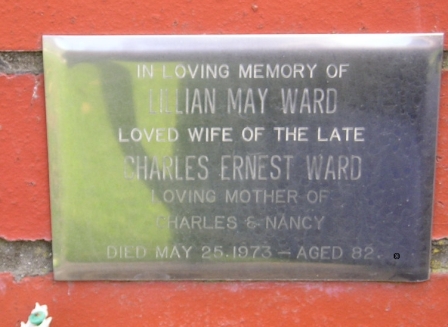 IN LOVING MEMORY OF
LILLIAN MAY WARD
LOVED WIFE OF THE LATE
CHARLES ERNEST WARD
LOVING MOTHER OF
CHARLES & NANCY
DIED MAY 25.1973 — AGED 82.